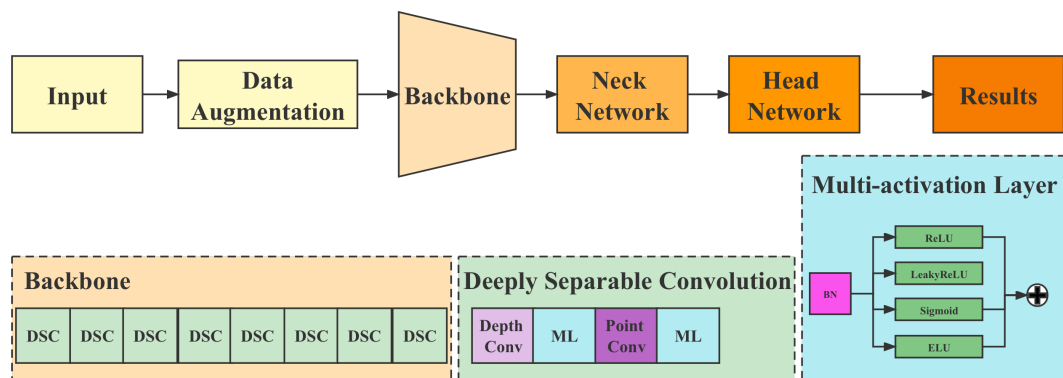 Input
Data
Augmentation
Backbone
Neck
Network
Head
Network
Results
Multi-activation Layer
ReLU
LeakyReLU
BN
Sigmoid
ELU
Backbone
DSC DSC DSC DSC DSC DSC DSC DSC
Deeply Separable Convolution
Depth
Conv
ML
Point
Conv
ML